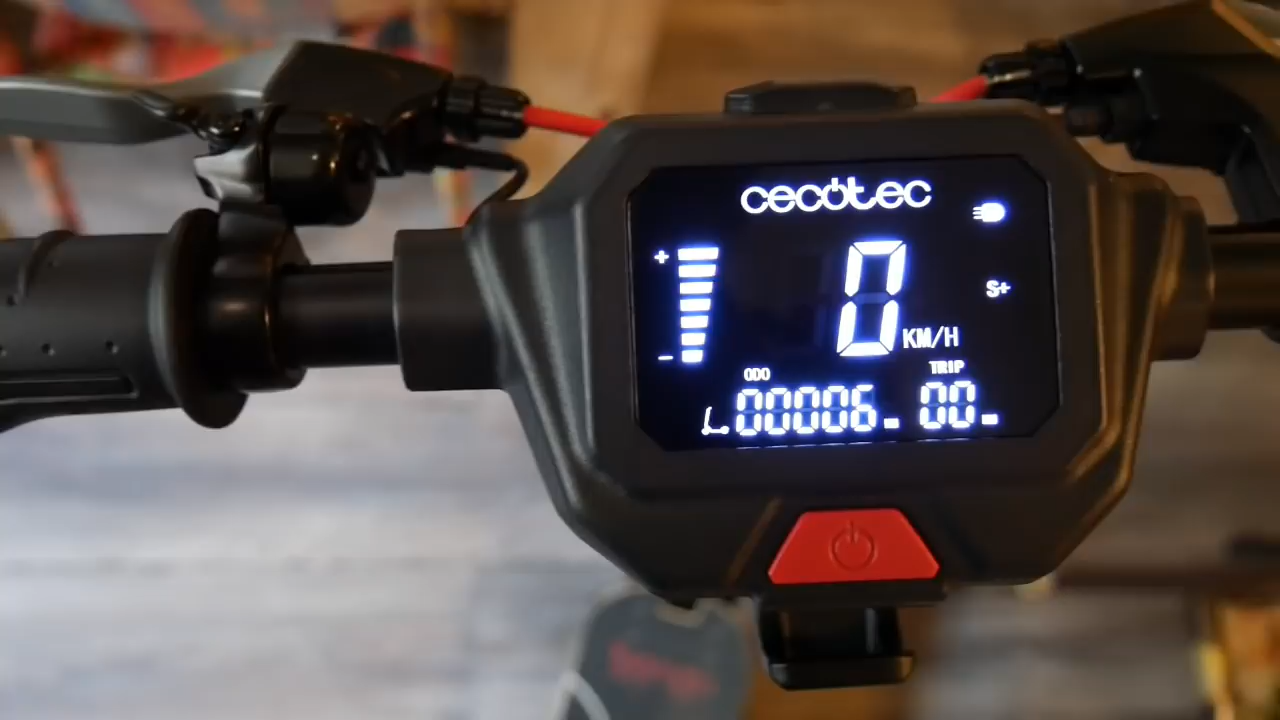 cecotec
+
S+
0 KM/H
-
ODO TRIP
00006 00